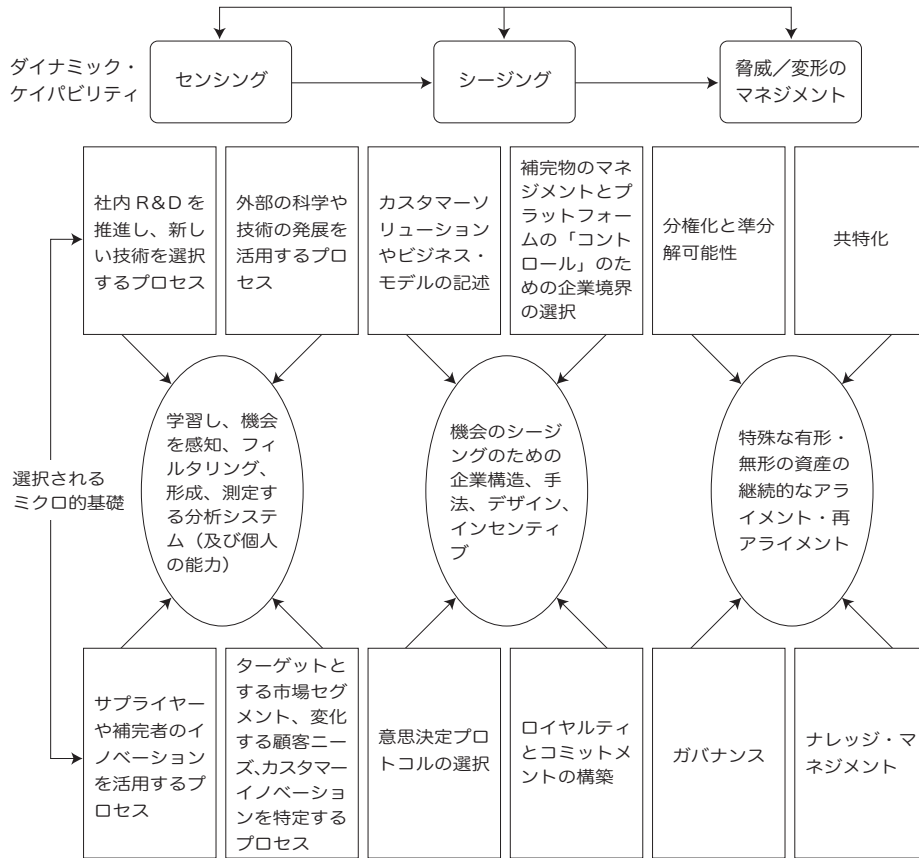 ダイナミック・
ケイパビリティ
センシング
シージング
脅威／変形の
マネジメント
社内 R&D を
推進し、新し
い技術を選択
するプロセス
外部の科学や
技術の発展を
活用するプロ
セス
カスタマーソ
リューション
やビジネス・
モデルの記述
補完物のマネ
ジメントとプ
ラットフォー
ムの「コント
ロール」のた
めの企業境界
の選択
分権化と準分
解可能性
共特化
選択される
ミクロ的基礎
学習し、機会
を感知、フィ
ルタリング、
形成、測定す
る分析システ
ム（及び個人
の能力）
機会のシージ
ングのための
企業構造、手
法、デザイン、
インセンティ
ブ
特殊な有形・
無形の資産の
継続的なアラ
イメント・再
アライメント
サプライヤー
や補完者のイ
ノベーション
を活用するプ
ロセス
ターゲットと
する市場セグ
メント、変化
する顧客ニー
ズ、カスタマー
イノベーショ
ンを特定する
プロセス
意思決定プロ
トコルの選択
ロイヤルティ
とコミットメ
ントの構築
ガバナンス
ナレッジ・マ
ネジメント